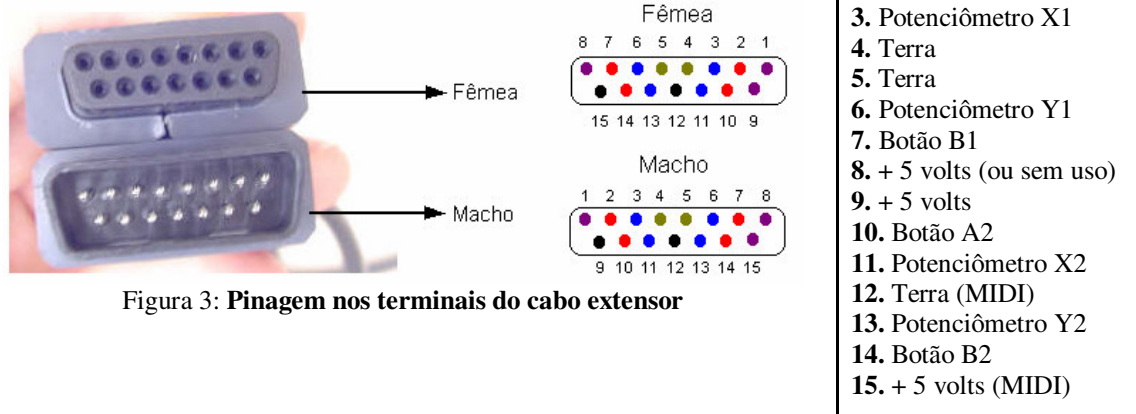 Fêmea
8 7 6 5 4 3 2 1
Fêmea
15 14 13 12 11 10 9
Macho
1 2 3 4 5 6 7 8
Macho
9 10 11 12 13 14 15
Figura 3: Pinagem nos terminais do cabo extensor
3. Potenciômetro X1
4. Terra
5. Terra
6. Potenciômetro Y1
7. Botão B1
8. + 5 volts (ou sem uso)
9. + 5 volts
10. Botão A2
11. Potenciômetro X2
12. Terra (MIDI)
13. Potenciômetro Y2
14. Botão B2
15. + 5 volts (MIDI)